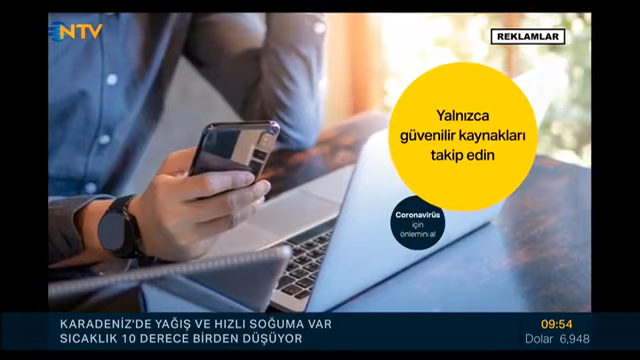 NTV
REKLAMLAR
Yalnızca
güvenilir kaynakları
takip edin
Coronavirüs
için
önlemini al
KARADENİZ'DE YAĞIŞ VE HIZLI SOĞUMA VAR
SICAKLIK 10 DERECE BİRDEN DÜŞÜYOR
09:54
Dolar 6,948